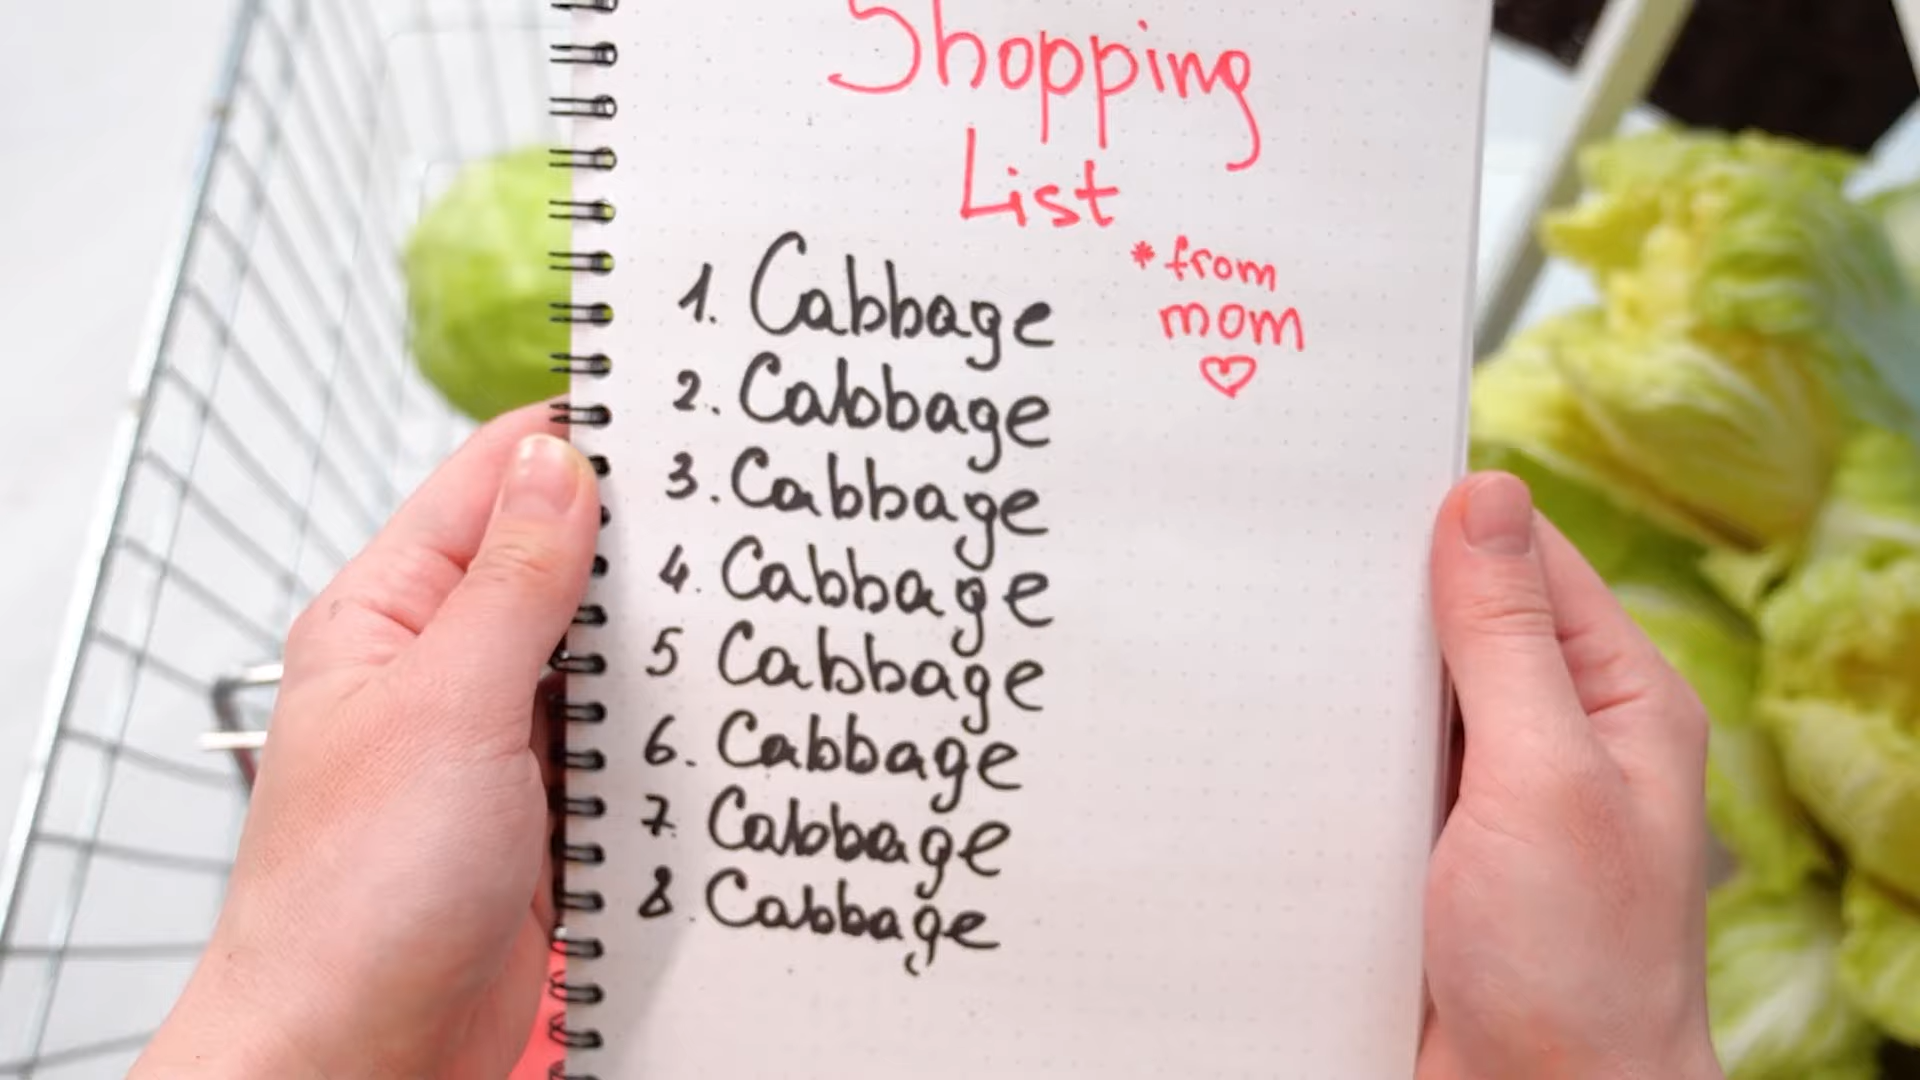 Shopping
List
*from
mom
♡
1. Cabbage
2. Cabbage
3. Cabbage
4. Cabbage
5 Cabbage
6. Cabbage
7. Cabbage
8. Cabbage